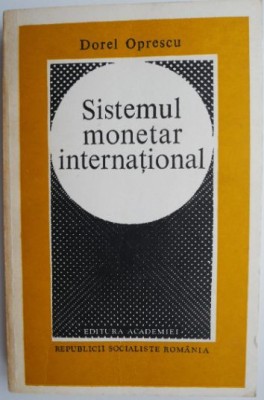 Dorel Oprescu
Sistemul
monetar
internaţional
EDITURA ACADEMIEI
REPUBLICII SOCIALISTE ROMÂNIA